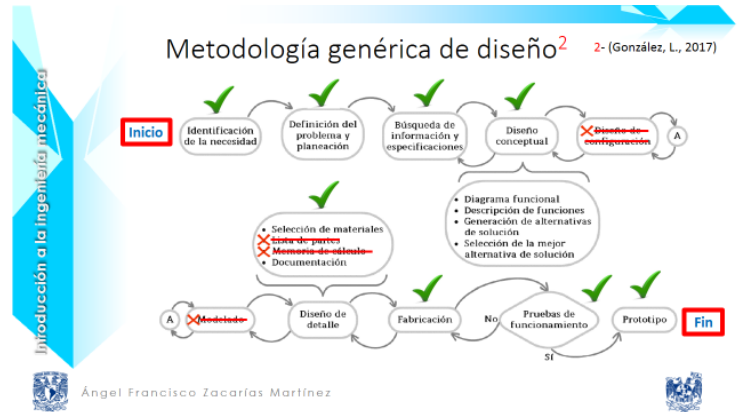 Metodología genérica de diseño2
2- (González, L., 2017)
Introducción a la ingeniería mecánica
Inicio
Identificación
de la necesidad
Definición del
problema y
planeación
Búsqueda de
información y
especificaciones
Diseño
conceptual
Diseño de
configuración
A
• Diagrama funcional
• Descripción de funciones
• Generación de alternativas
de solución
• Selección de la mejor
alternativa de solución
• Selección de materiales
Lista de partes
Memoria de cálculo
• Documentación
A
Modelado
Diseño de
detalle
Fabricación
No
Pruebas de
funcionamiento
Sí
Prototipo
Fin
Ángel Francisco Zacarías Martínez